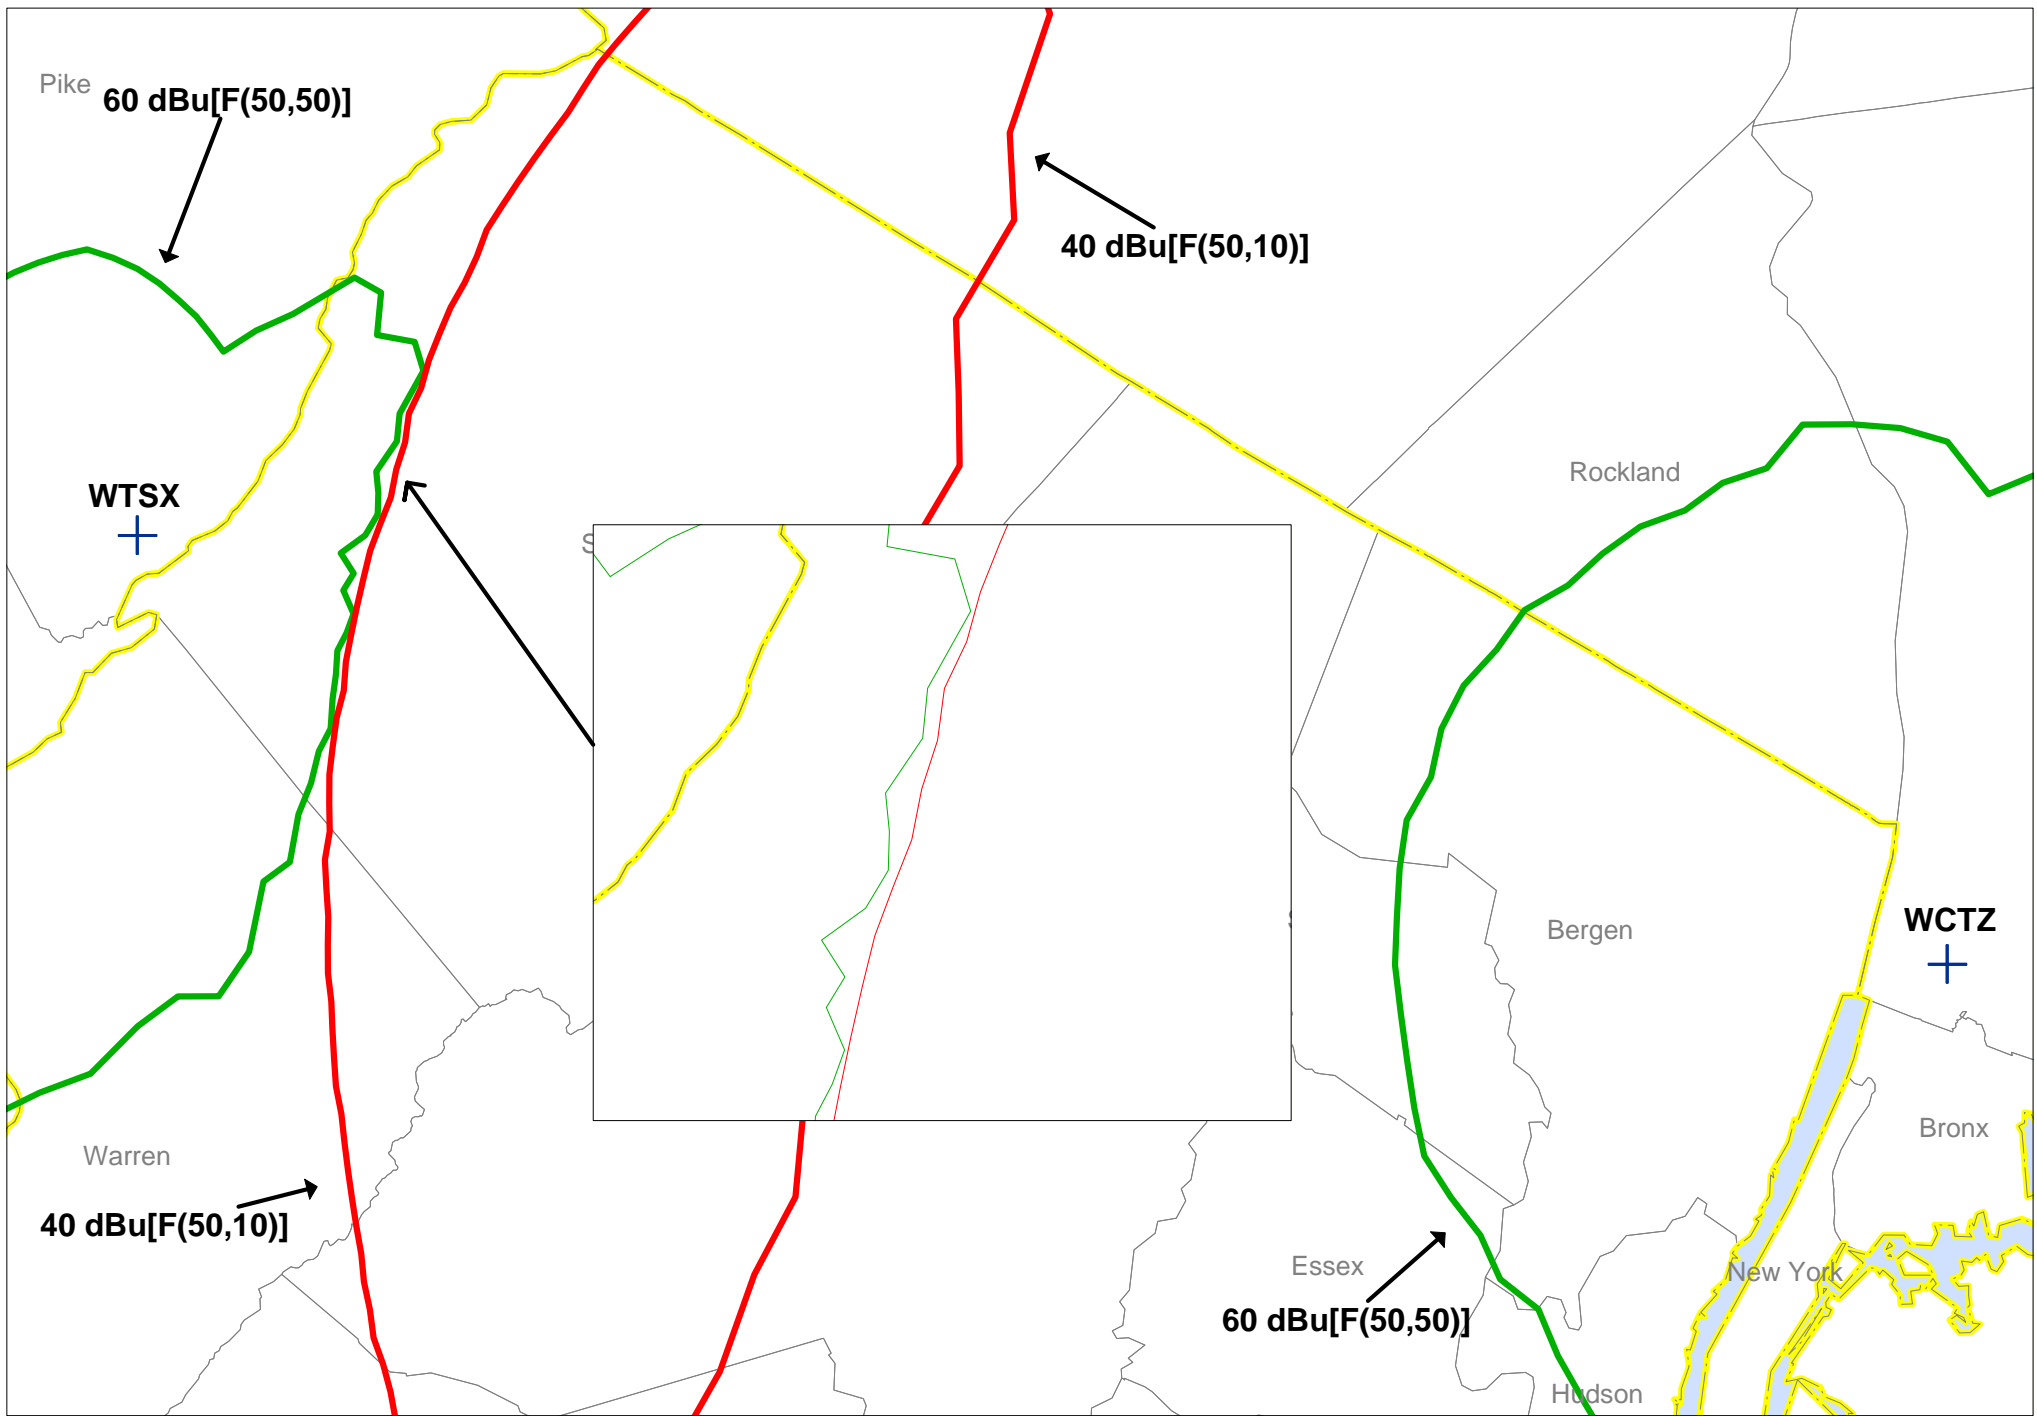 Pike
60 dBu[F(50,50)]
40 dBu[F(50,10)]
Rockland
WTSX
S
WCTZ
Bergen
Bronx
Warren
40 dBu[F(50,10)]
Essex
New York
60 dBu[F(50,50)]
Hudson